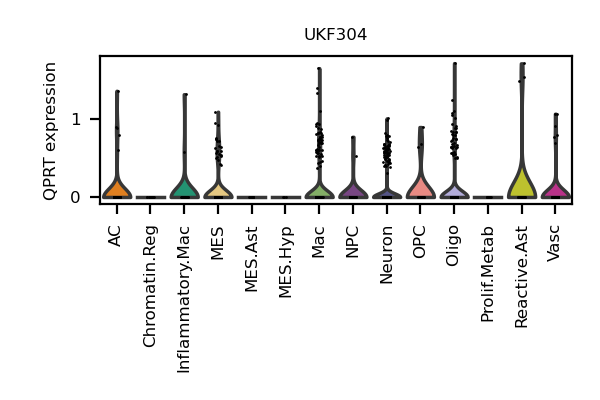 UKF304
QPRT expression
1
0
AC
Chromatin.Reg
Inflammatory.Mac
MES
MES.Ast
MES.Hyp
Mac
NPC
Neuron
OPC
Oligo
Prolif.Metab
Reactive.Ast
Vasc